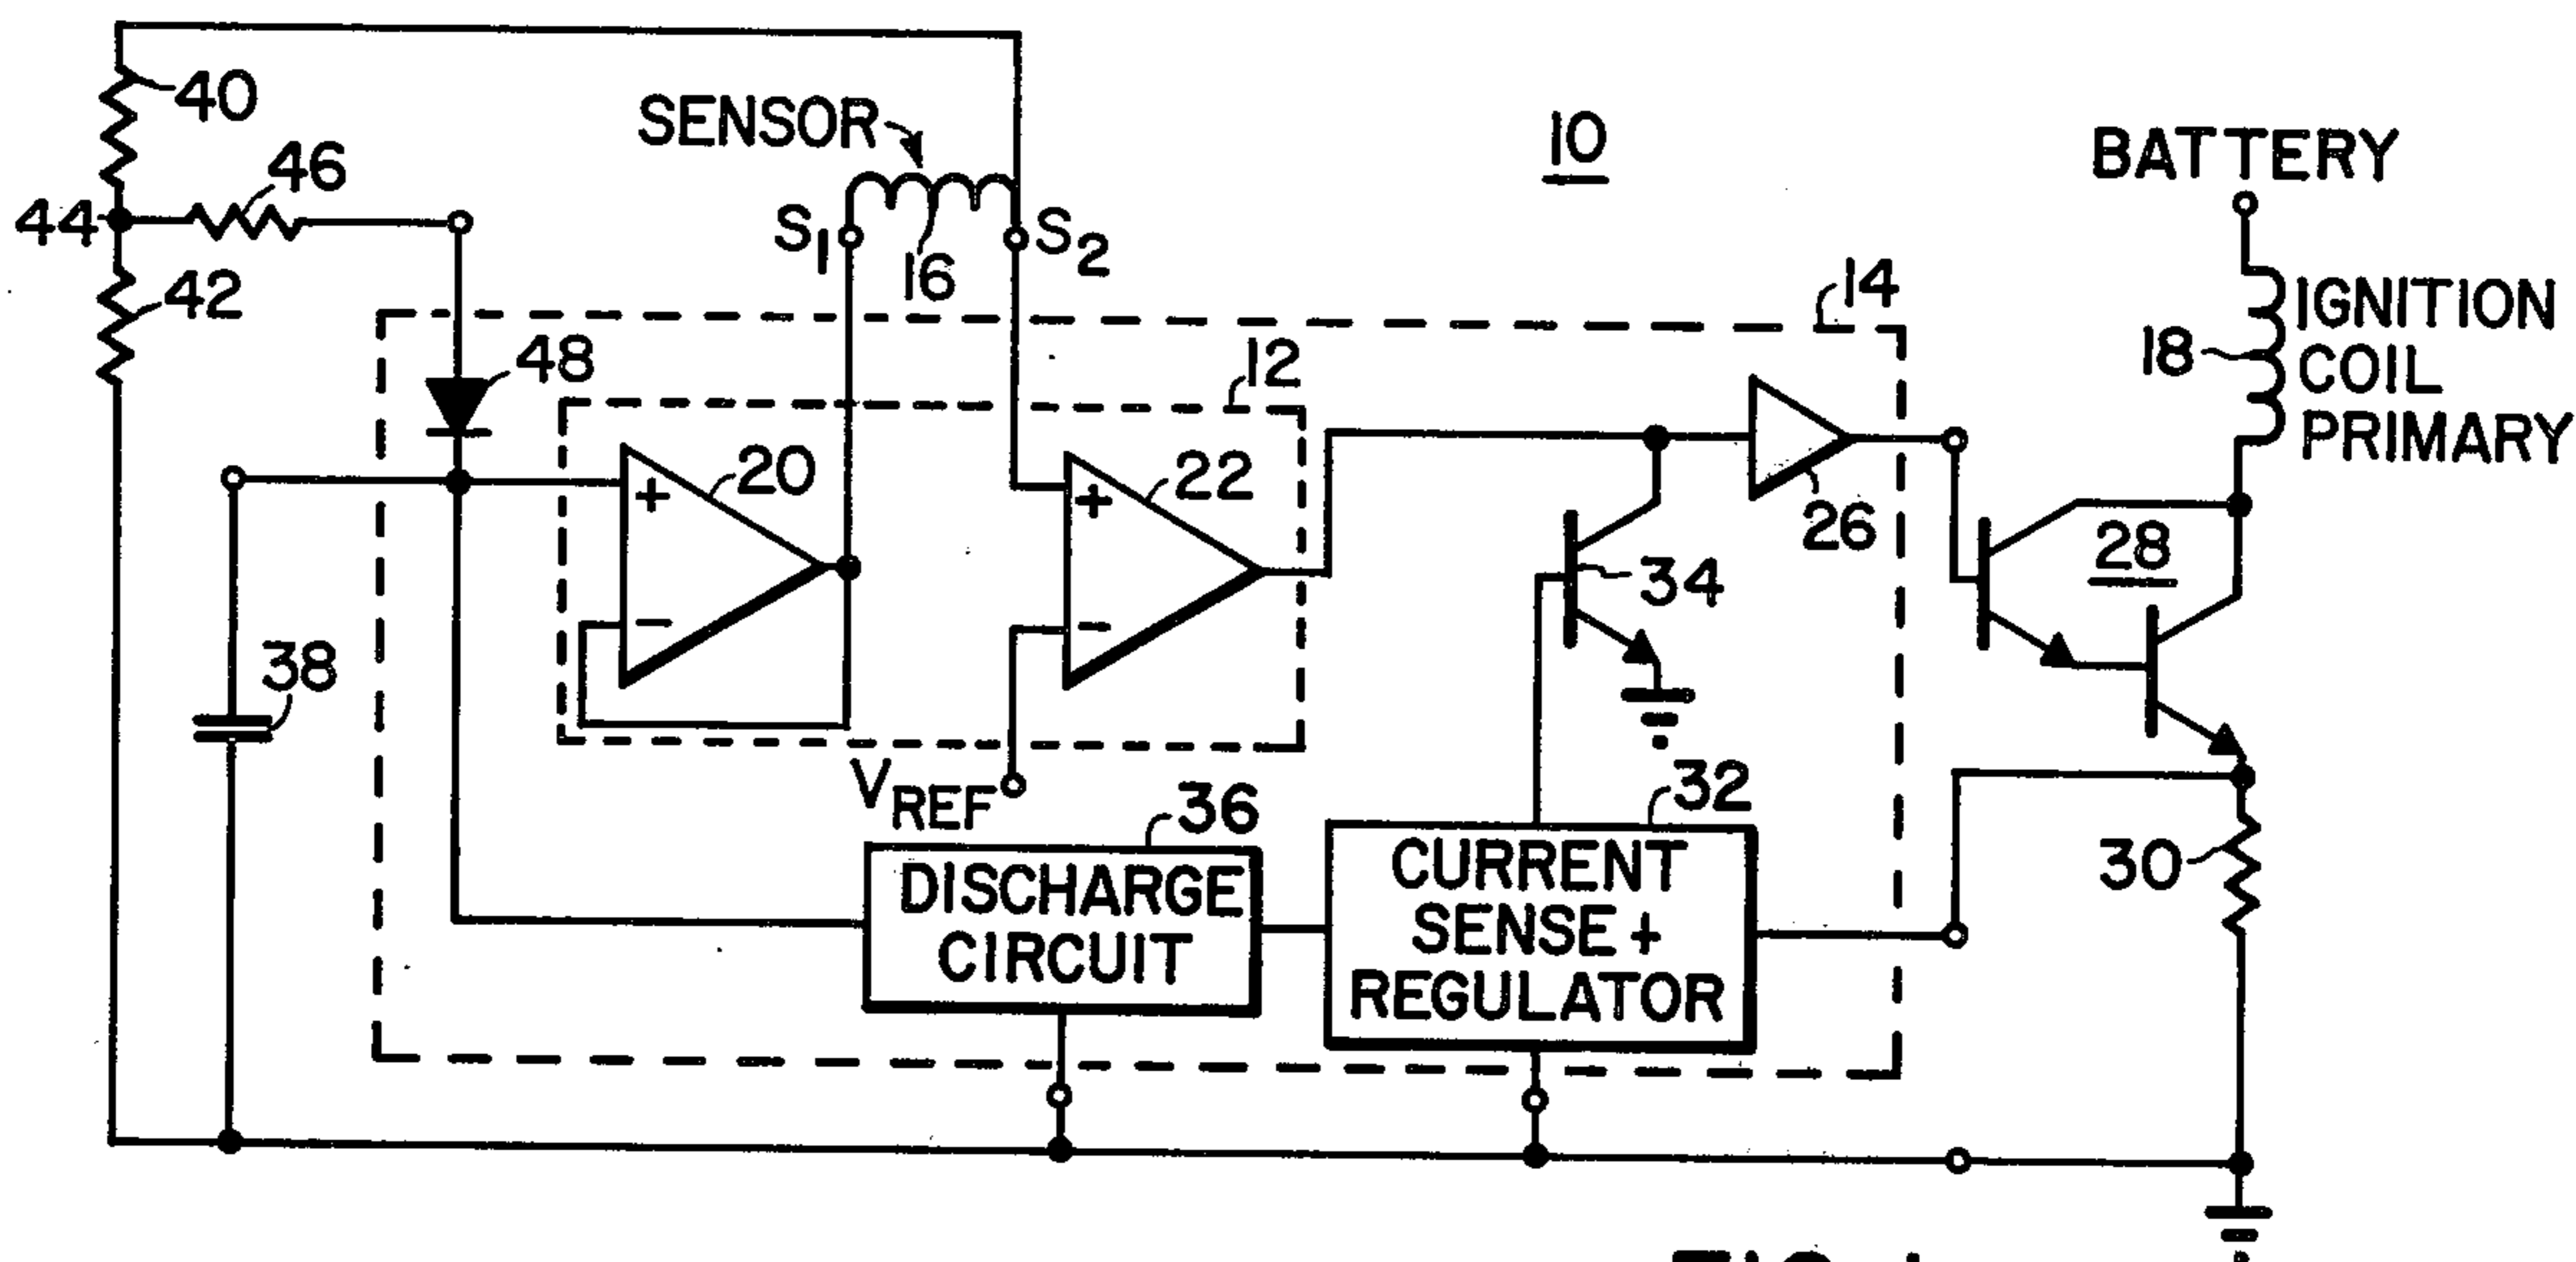 40
SENSOR
10
BATTERY
46
44
S1
S2
16
42
14
IGNITION
COIL
PRIMARY
18
12
48
+
20
+
22
26
28
34
−
−
38
VREF
36
32
DISCHARGE
CIRCUIT
CURRENT
SENSE +
REGULATOR
30